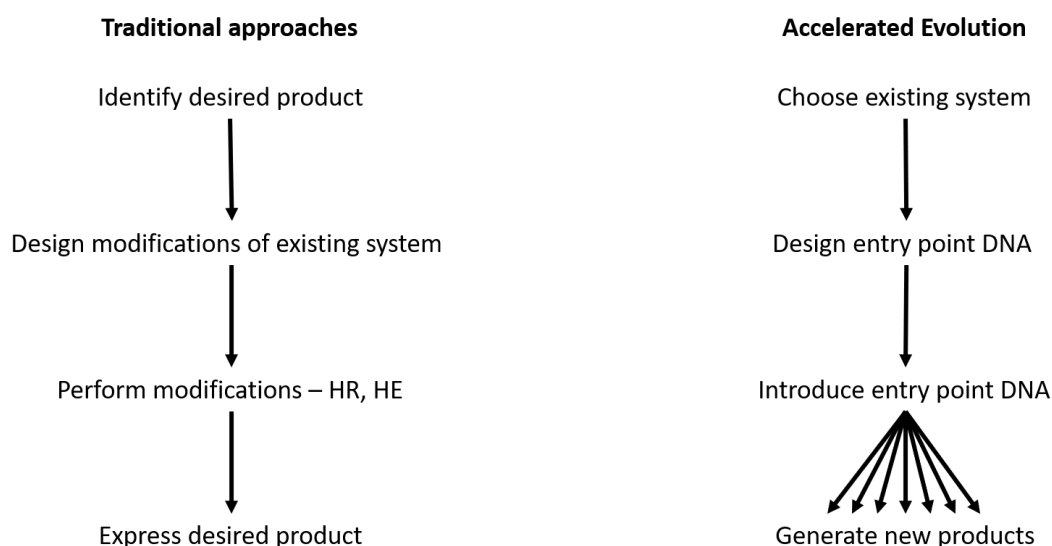 Traditional approaches
Identify desired product
Design modifications of existing system
Perform modifications – HR, HE
Express desired product
Accelerated Evolution
Choose existing system
Design entry point DNA
Introduce entry point DNA
Generate new products